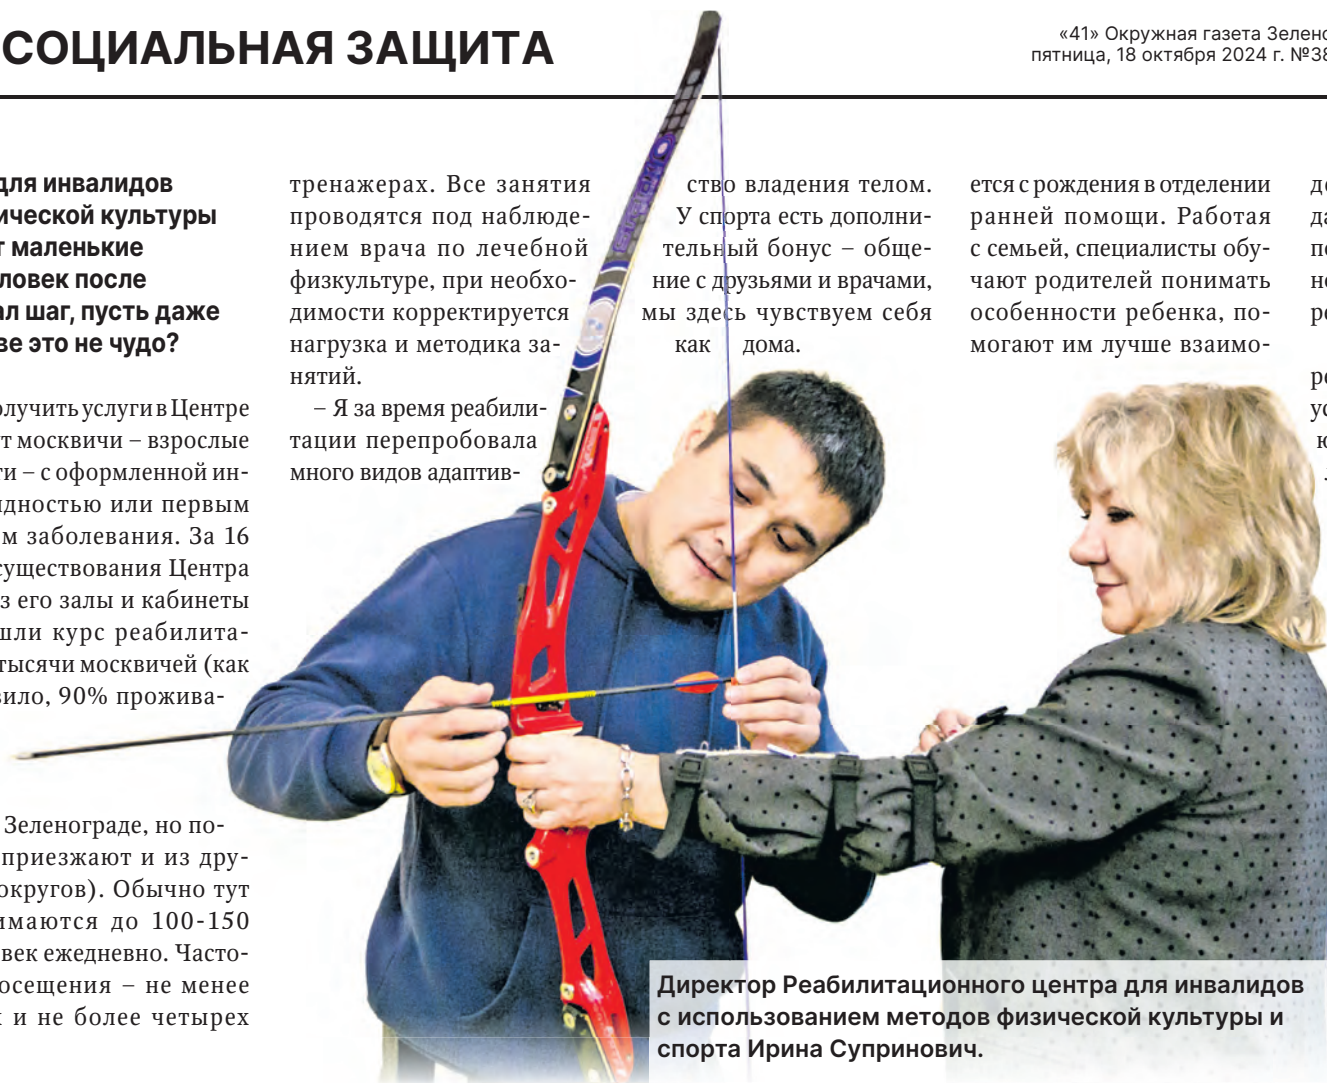 СОЦИАЛЬНАЯ ЗАЩИТА
«41» Окружная газета Зелено
пятница, 18 октября 2024 г. №38
для инвалидов
ической культуры
т маленькие
ловек после
ал шаг, пусть даже
ве это не чудо?
олучить услуги в Центре
т москвичи – взрослые
ти – с оформленной ин-
идностью или первым
м заболевания. За 16
существования Центра
з его залы и кабинеты
шли курс реабилита-
тысячи москвичей (как
вило, 90% прожива-
Зеленограде, но по-
приезжают и из дру-
округов). Обычно тут
имаются до 100-150
век ежедневно. Часто-
осещения – не менее
и не более четырех
тренажерах. Все занятия
проводятся под наблюде-
нием врача по лечебной
физкультуре, при необхо-
димости корректируется
нагрузка и методика за-
нятий.
– Я за время реабили-
тации перепробовала
много видов адаптив-
ство владения телом.
У спорта есть дополни-
тельный бонус – обще-
ние с друзьями и врачами,
мы здесь чувствуем себя
как дома.
ется с рождения в отделении
ранней помощи. Работая
с семьей, специалисты обу-
чают родителей понимать
особенности ребенка, по-
могают им лучше взаимо-
Директор Реабилитационного центра для инвалидов
с использованием методов физической культуры и
спорта Ирина Супринович.